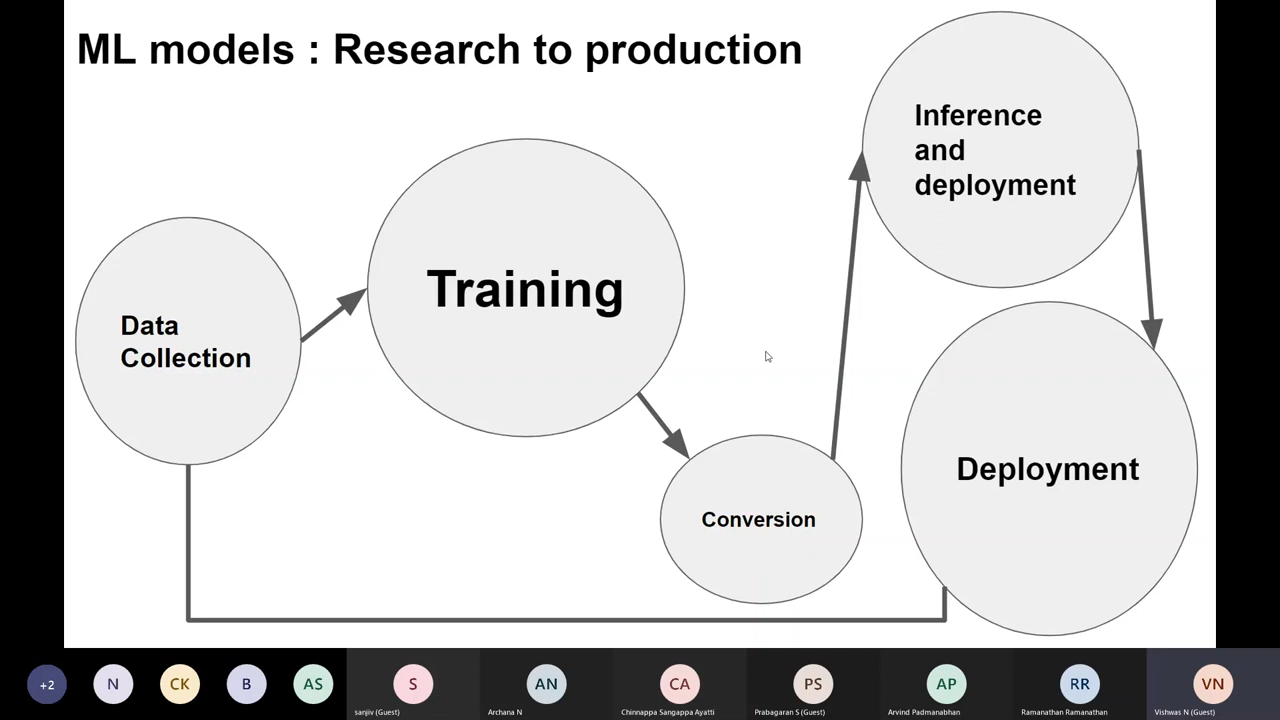 ML models : Research to production
Inference
and
deployment
Training
Data
Collection
Deployment
Conversion
+2
N
CK
B
AS
S
AN
CA
PS
AP
RR
VN
sanjiv (Guest)
Archana N
Chinnappa Sangappa Ayatti
Prabagaran S (Guest)
Arvind Padmanabhan
Ramanathan Ramanathan
Vishwas N (Guest)